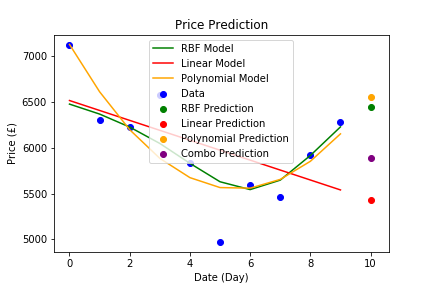 Price Prediction
7000
6500
6000
5500
5000
Price (£)
RBF Model
Linear Model
Polynomial Model
Data
RBF Prediction
Linear Prediction
Polynomial Prediction
Combo Prediction
0 2 4 6 8 10
Date (Day)